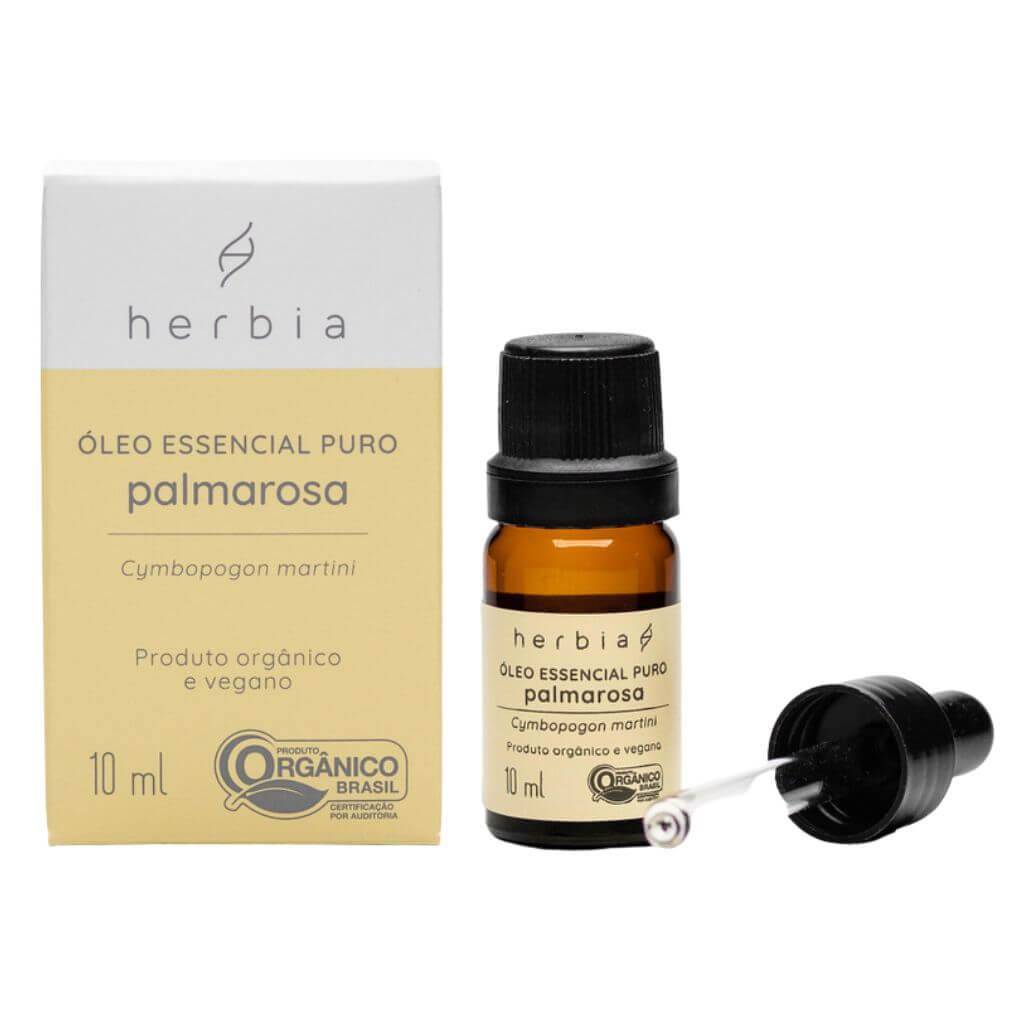 herbia
ÓLEO ESSENCIAL PURO
palmarosa
Cymbopogon martini
Produto orgânico
e vegano
10 ml
PRODUTO
ORGÂNICO
BRASIL
CERTIFICAÇÃO
POR AUDITORIA
herbia
ÓLEO ESSENCIAL PURO
palmarosa
Cymbopogon martini
Produto orgânico e vegano
10 ml
PRODUTO
ORGÂNICO
BRASIL